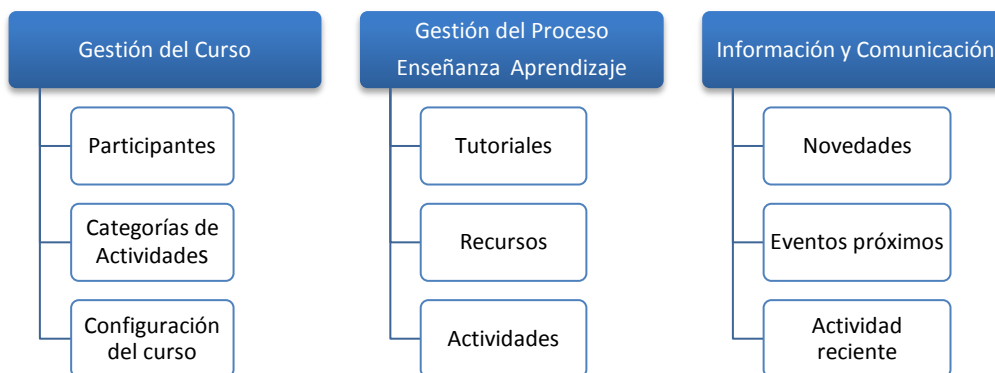 Gestión del Curso
Participantes
Categorías de
Actividades
Configuración
del curso
Gestión del Proceso
Enseñanza Aprendizaje
Tutoriales
Recursos
Actividades
Información y Comunicación
Novedades
Eventos próximos
Actividad
reciente